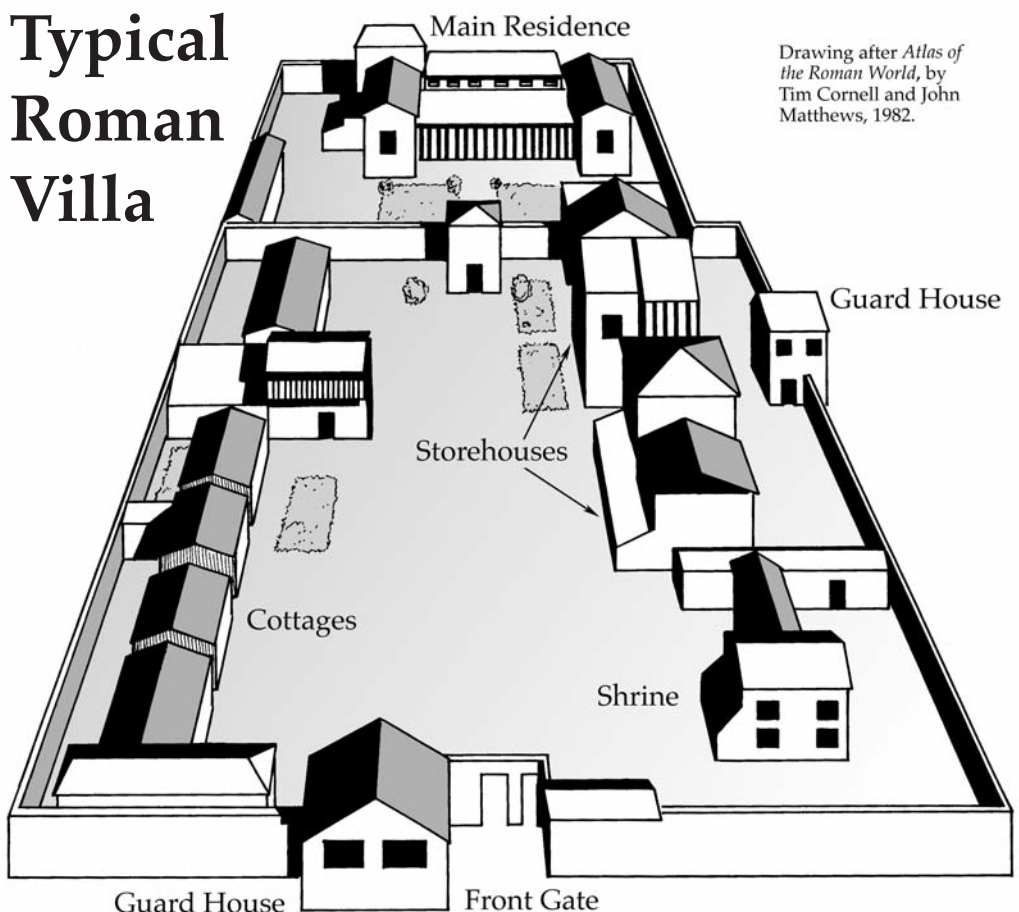 Typical
Roman
Villa
Main Residence
Drawing after Atlas of
the Roman World, by
Tim Cornell and John
Matthews, 1982.
Guard House
Storehouses
Cottages
Shrine
Guard House
Front Gate